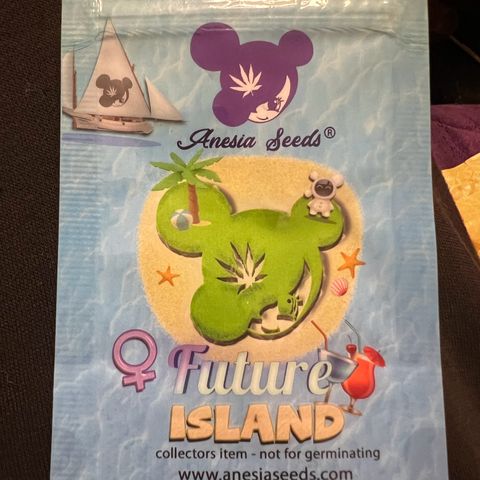 Anesia Seeds®
Future
ISLAND
collectors item - not for germinating
www.anesiaseeds.com